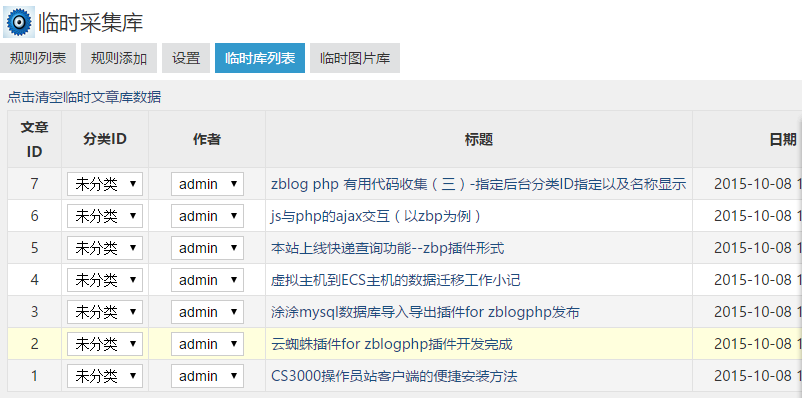 临时采集库
规则列表 规则添加 设置 临时库列表 临时图片库
点击清空临时文章库数据
文章ID 分类ID 作者 标题 日期
7 未分类 admin zblog php 有用代码收集（三）-指定后台分类ID指定以及名称显示 2015-10-08 1
6 未分类 admin js与php的ajax交互（以zbp为例） 2015-10-08 1
5 未分类 admin 本站上线快递查询功能--zbp插件形式 2015-10-08 1
4 未分类 admin 虚拟主机到ECS主机的数据迁移工作小记 2015-10-08 1
3 未分类 admin 涂涂mysql数据库导入导出插件for zblogphp发布 2015-10-08 1
2 未分类 admin 云蜘蛛插件for zblogphp插件开发完成 2015-10-08 1
1 未分类 admin CS3000操作员站客户端的便捷安装方法 2015-10-08 1